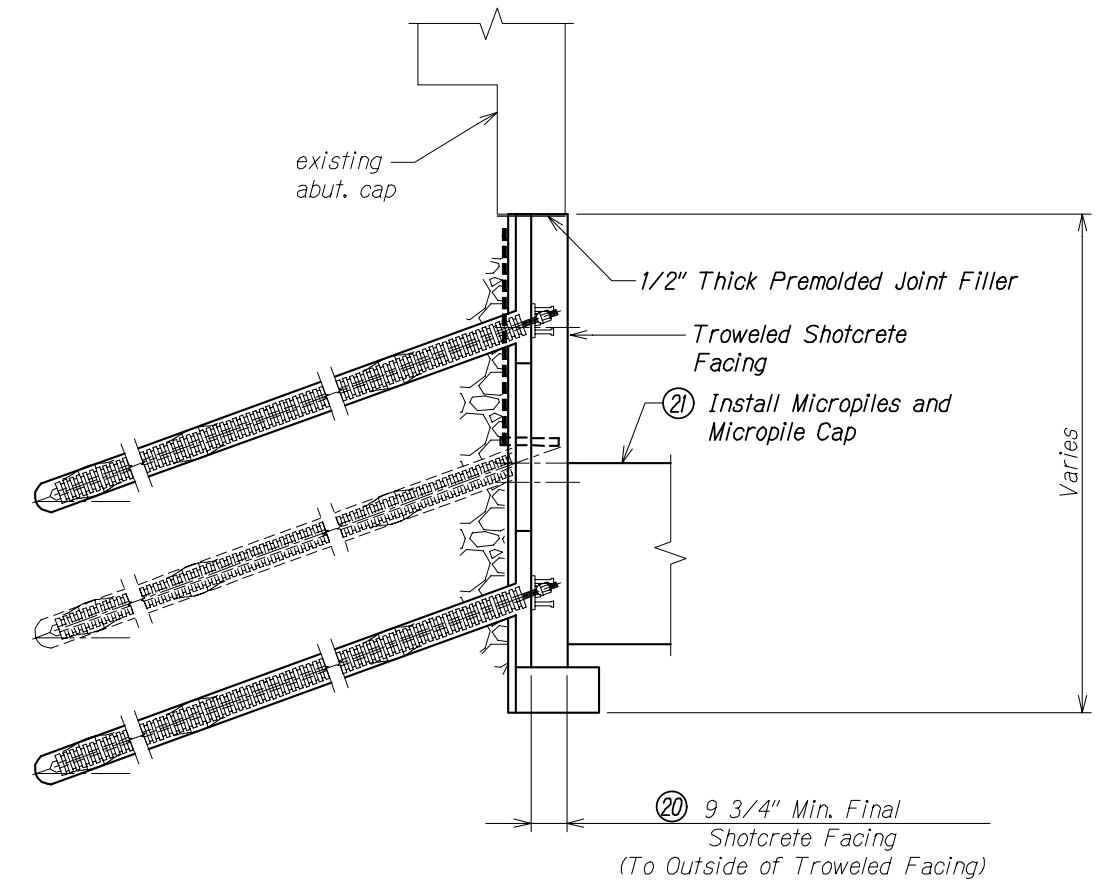 existing
abut. cap
1/2" Thick Premolded Joint Filler
Troweled Shotcrete
Facing
21 Install Micropiles and
Micropile Cap
Varies
20 9 3/4" Min. Final
Shotcrete Facing
(To Outside of Troweled Facing)